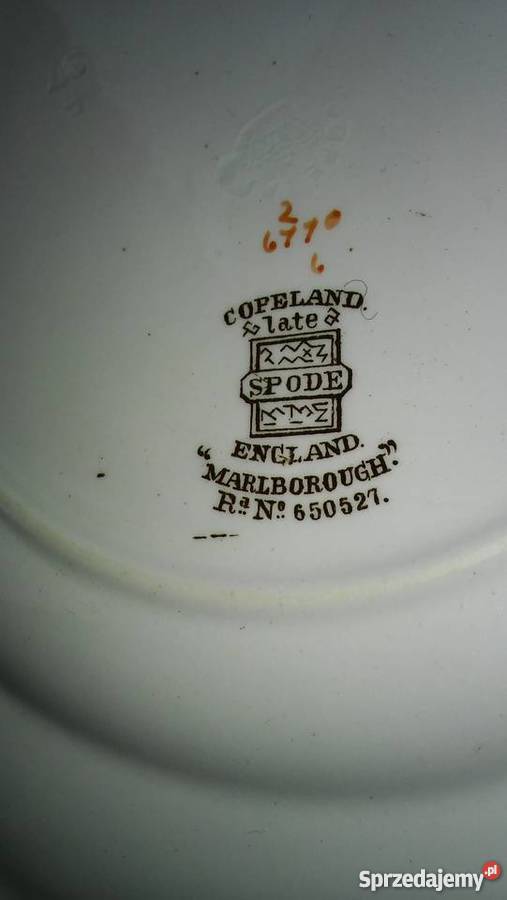 2
6770
6
COPELAND.
late
SPODE
ENGLAND.
"MARLBOROUGH".
Rd. No. 650527.
Sprzedajemy.pl